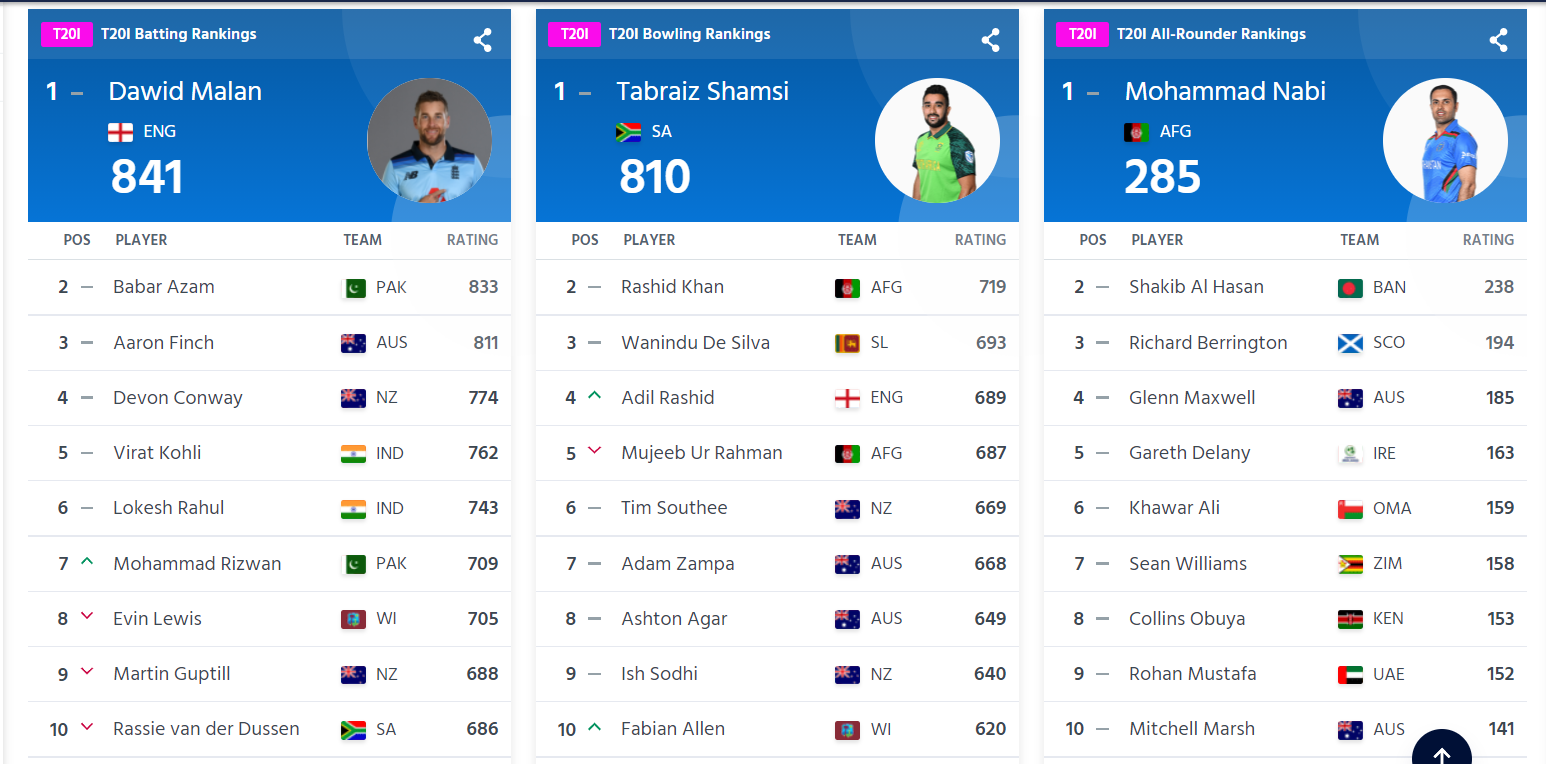 T20I T20I Batting Rankings
1 – Dawid Malan
ENG
841
POS PLAYER TEAM RATING
2 – Babar Azam PAK 833
3 – Aaron Finch AUS 811
4 – Devon Conway NZ 774
5 – Virat Kohli IND 762
6 – Lokesh Rahul IND 743
7 Mohammad Rizwan PAK 709
8 Evin Lewis WI 705
9 Martin Guptill NZ 688
10 Rassie van der Dussen SA 686
T20I T20I Bowling Rankings
1 – Tabraiz Shamsi
SA
810
POS PLAYER TEAM RATING
2 – Rashid Khan AFG 719
3 – Wanindu De Silva SL 693
4 Adil Rashid ENG 689
5 Mujeeb Ur Rahman AFG 687
6 – Tim Southee NZ 669
7 – Adam Zampa AUS 668
8 – Ashton Agar AUS 649
9 – Ish Sodhi NZ 640
10 Fabian Allen WI 620
T20I T20I All-Rounder Rankings
1 – Mohammad Nabi
AFG
285
POS PLAYER TEAM RATING
2 – Shakib Al Hasan BAN 238
3 – Richard Berrington SCO 194
4 – Glenn Maxwell AUS 185
5 – Gareth Delany IRE 163
6 – Khawar Ali OMA 159
7 – Sean Williams ZIM 158
8 – Collins Obuya KEN 153
9 – Rohan Mustafa UAE 152
10 – Mitchell Marsh AUS 141